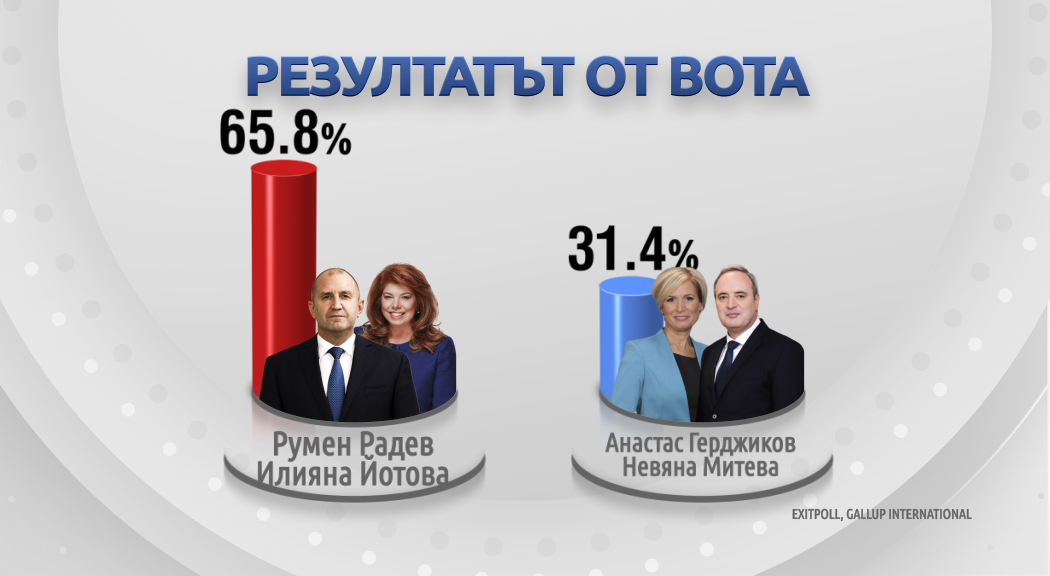 РЕЗУЛТАТЪТ ОТ ВОТА
65.8%
31.4%
Румен Радев
Илияна Йотова
Анастас Герджиков
Невяна Митева
EXITPOLL, GALLUP INTERNATIONAL